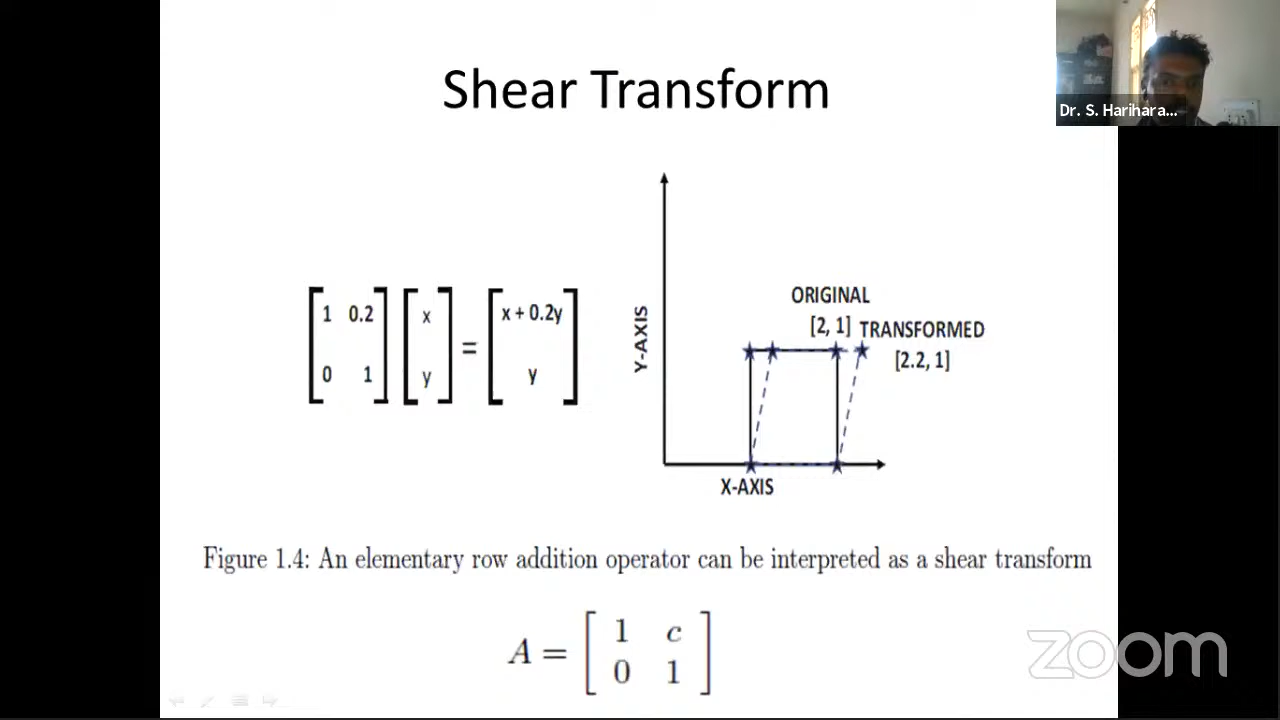 Shear Transform
Dr. S. Harihara...
ORIGINAL
[2, 1] TRANSFORMED
[2.2, 1]
Y-AXIS
X-AXIS
1 0.2 x = x + 0.2y
0 1 y y
Figure 1.4: An elementary row addition operator can be interpreted as a shear transform
A = 1 c
0 1
zoom